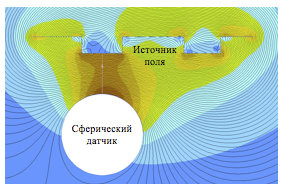 Источник
поля
Сферический
датчик